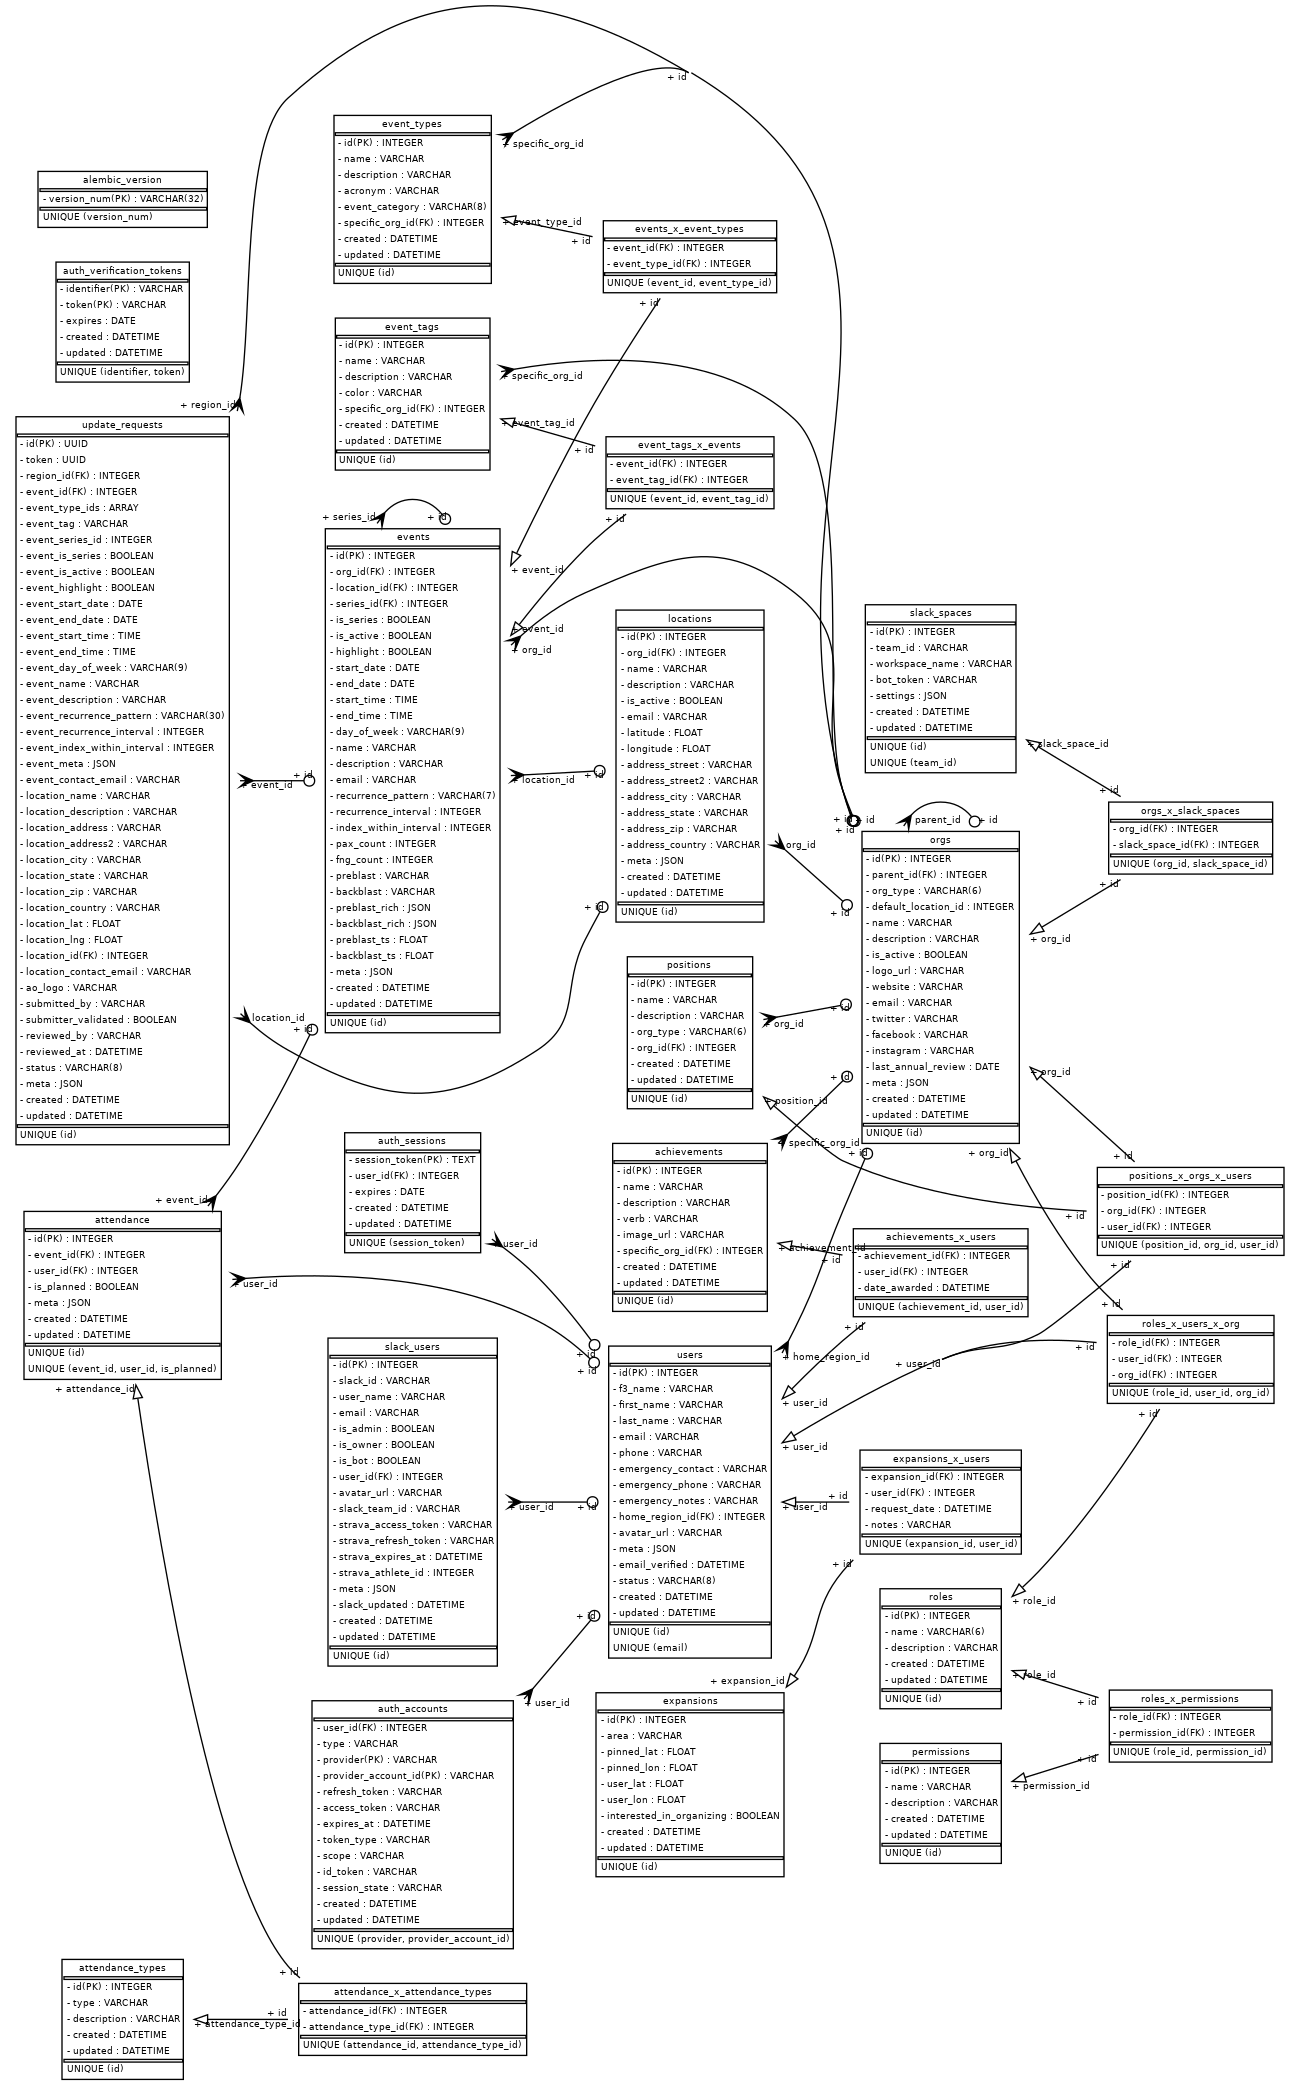 + id
+ specific_org_id
event_types
- id(PK) : INTEGER
- name : VARCHAR
- description : VARCHAR
- acronym : VARCHAR
- event_category : VARCHAR(8)
- specific_org_id(FK) : INTEGER
- created : DATETIME
- updated : DATETIME
UNIQUE (id)
alembic_version
- version_num(PK) : VARCHAR(32)
UNIQUE (version_num)
+ event_type_id
+ id
events_x_event_types
- event_id(FK) : INTEGER
- event_type_id(FK) : INTEGER
UNIQUE (event_id, event_type_id)
+ id
auth_verification_tokens
- identifier(PK) : VARCHAR
- token(PK) : VARCHAR
- expires : DATE
- created : DATETIME
- updated : DATETIME
UNIQUE (identifier, token)
event_tags
- id(PK) : INTEGER
- name : VARCHAR
- description : VARCHAR
- color : VARCHAR
- specific_org_id(FK) : INTEGER
- created : DATETIME
- updated : DATETIME
UNIQUE (id)
+ specific_org_id
+ event_tag_id
+ id
event_tags_x_events
- event_id(FK) : INTEGER
- event_tag_id(FK) : INTEGER
UNIQUE (event_id, event_tag_id)
+ id
+ region_id
update_requests
- id(PK) : UUID
- token : UUID
- region_id(FK) : INTEGER
- event_id(FK) : INTEGER
- event_type_ids : ARRAY
- event_tag : VARCHAR
- event_series_id : INTEGER
- event_is_series : BOOLEAN
- event_is_active : BOOLEAN
- event_highlight : BOOLEAN
- event_start_date : DATE
- event_end_date : DATE
- event_start_time : TIME
- event_end_time : TIME
- event_day_of_week : VARCHAR(9)
- event_name : VARCHAR
- event_description : VARCHAR
- event_recurrence_pattern : VARCHAR(30)
- event_recurrence_interval : INTEGER
- event_index_within_interval : INTEGER
- event_meta : JSON
- event_contact_email : VARCHAR
- location_name : VARCHAR
- location_description : VARCHAR
- location_address : VARCHAR
- location_address2 : VARCHAR
- location_city : VARCHAR
- location_state : VARCHAR
- location_zip : VARCHAR
- location_country : VARCHAR
- location_lat : FLOAT
- location_lng : FLOAT
- location_id(FK) : INTEGER
- location_contact_email : VARCHAR
- ao_logo : VARCHAR
- submitted_by : VARCHAR
- submitter_validated : BOOLEAN
- reviewed_by : VARCHAR
- reviewed_at : DATETIME
- status : VARCHAR(8)
- meta : JSON
- created : DATETIME
- updated : DATETIME
UNIQUE (id)
+ event_id
+ id
location_id
+ id
+ series_id
+ id
events
- id(PK) : INTEGER
- org_id(FK) : INTEGER
- location_id(FK) : INTEGER
- series_id(FK) : INTEGER
- is_series : BOOLEAN
- is_active : BOOLEAN
- highlight : BOOLEAN
- start_date : DATE
- end_date : DATE
- start_time : TIME
- end_time : TIME
- day_of_week : VARCHAR(9)
- name : VARCHAR
- description : VARCHAR
- email : VARCHAR
- recurrence_pattern : VARCHAR(7)
- recurrence_interval : INTEGER
- index_within_interval : INTEGER
- pax_count : INTEGER
- fng_count : INTEGER
- preblast : VARCHAR
- backblast : VARCHAR
- preblast_rich : JSON
- backblast_rich : JSON
- preblast_ts : FLOAT
- backblast_ts : FLOAT
- meta : JSON
- created : DATETIME
- updated : DATETIME
UNIQUE (id)
+ event_id
+ event_id
+ org_id
+ location_id
+ id
locations
- id(PK) : INTEGER
- org_id(FK) : INTEGER
- name : VARCHAR
- description : VARCHAR
- is_active : BOOLEAN
- email : VARCHAR
- latitude : FLOAT
- longitude : FLOAT
- address_street : VARCHAR
- address_street2 : VARCHAR
- address_city : VARCHAR
- address_state : VARCHAR
- address_zip : VARCHAR
- address_country : VARCHAR
- meta : JSON
- created : DATETIME
- updated : DATETIME
UNIQUE (id)
+ id
org_id
+ id
slack_spaces
- id(PK) : INTEGER
- team_id : VARCHAR
- workspace_name : VARCHAR
- bot_token : VARCHAR
- settings : JSON
- created : DATETIME
- updated : DATETIME
UNIQUE (id)
UNIQUE (team_id)
+ slack_space_id
+ id
orgs_x_slack_spaces
- org_id(FK) : INTEGER
- slack_space_id(FK) : INTEGER
UNIQUE (org_id, slack_space_id)
+ id
+ org_id
+ id
+ id
+ id
parent_id
+ id
orgs
- id(PK) : INTEGER
- parent_id(FK) : INTEGER
- org_type : VARCHAR(6)
- default_location_id : INTEGER
- name : VARCHAR
- description : VARCHAR
- is_active : BOOLEAN
- logo_url : VARCHAR
- website : VARCHAR
- email : VARCHAR
- twitter : VARCHAR
- facebook : VARCHAR
- instagram : VARCHAR
- last_annual_review : DATE
- meta : JSON
- created : DATETIME
- updated : DATETIME
UNIQUE (id)
positions
- id(PK) : INTEGER
- name : VARCHAR
- description : VARCHAR
- org_type : VARCHAR(6)
- org_id(FK) : INTEGER
- created : DATETIME
- updated : DATETIME
UNIQUE (id)
+ org_id
+ id
+ position_id
+ id
+ specific_org_id
+ id
+ org_id
+ id
+ org_id
achievements
- id(PK) : INTEGER
- name : VARCHAR
- description : VARCHAR
- verb : VARCHAR
- image_url : VARCHAR
- specific_org_id(FK) : INTEGER
- created : DATETIME
- updated : DATETIME
UNIQUE (id)
positions_x_orgs_x_users
- position_id(FK) : INTEGER
- org_id(FK) : INTEGER
- user_id(FK) : INTEGER
UNIQUE (position_id, org_id, user_id)
+ id
+ id
+ achievement_id
+ id
achievements_x_users
- achievement_id(FK) : INTEGER
- user_id(FK) : INTEGER
- date_awarded : DATETIME
UNIQUE (achievement_id, user_id)
+ id
auth_sessions
- session_token(PK) : TEXT
- user_id(FK) : INTEGER
- expires : DATE
- created : DATETIME
- updated : DATETIME
UNIQUE (session_token)
user_id
+ id
+ id
+ event_id
attendance
- id(PK) : INTEGER
- event_id(FK) : INTEGER
- user_id(FK) : INTEGER
- is_planned : BOOLEAN
- meta : JSON
- created : DATETIME
- updated : DATETIME
UNIQUE (id)
UNIQUE (event_id, user_id, is_planned)
+ user_id
+ id
+ attendance_id
+ id
roles_x_users_x_org
- role_id(FK) : INTEGER
- user_id(FK) : INTEGER
- org_id(FK) : INTEGER
UNIQUE (role_id, user_id, org_id)
+ id
+ id
slack_users
- id(PK) : INTEGER
- slack_id : VARCHAR
- user_name : VARCHAR
- email : VARCHAR
- is_admin : BOOLEAN
- is_owner : BOOLEAN
- is_bot : BOOLEAN
- user_id(FK) : INTEGER
- avatar_url : VARCHAR
- slack_team_id : VARCHAR
- strava_access_token : VARCHAR
- strava_refresh_token : VARCHAR
- strava_expires_at : DATETIME
- strava_athlete_id : INTEGER
- meta : JSON
- slack_updated : DATETIME
- created : DATETIME
- updated : DATETIME
UNIQUE (id)
+ user_id
+ id
users
- id(PK) : INTEGER
- f3_name : VARCHAR
- first_name : VARCHAR
- last_name : VARCHAR
- email : VARCHAR
- phone : VARCHAR
- emergency_contact : VARCHAR
- emergency_phone : VARCHAR
- emergency_notes : VARCHAR
- home_region_id(FK) : INTEGER
- avatar_url : VARCHAR
- meta : JSON
- email_verified : DATETIME
- status : VARCHAR(8)
- created : DATETIME
- updated : DATETIME
UNIQUE (id)
UNIQUE (email)
+ home_region_id
+ user_id
+ user_id
+ user_id
+ user_id
+ id
expansions_x_users
- expansion_id(FK) : INTEGER
- user_id(FK) : INTEGER
- request_date : DATETIME
- notes : VARCHAR
UNIQUE (expansion_id, user_id)
+ id
+ expansion_id
roles
- id(PK) : INTEGER
- name : VARCHAR(6)
- description : VARCHAR
- created : DATETIME
- updated : DATETIME
UNIQUE (id)
+ role_id
+ role_id
+ id
+ id
+ user_id
auth_accounts
- user_id(FK) : INTEGER
- type : VARCHAR
- provider(PK) : VARCHAR
- provider_account_id(PK) : VARCHAR
- refresh_token : VARCHAR
- access_token : VARCHAR
- expires_at : DATETIME
- token_type : VARCHAR
- scope : VARCHAR
- id_token : VARCHAR
- session_state : VARCHAR
- created : DATETIME
- updated : DATETIME
UNIQUE (provider, provider_account_id)
expansions
- id(PK) : INTEGER
- area : VARCHAR
- pinned_lat : FLOAT
- pinned_lon : FLOAT
- user_lat : FLOAT
- user_lon : FLOAT
- interested_in_organizing : BOOLEAN
- created : DATETIME
- updated : DATETIME
UNIQUE (id)
roles_x_permissions
- role_id(FK) : INTEGER
- permission_id(FK) : INTEGER
UNIQUE (role_id, permission_id)
+ id
+ permission_id
permissions
- id(PK) : INTEGER
- name : VARCHAR
- description : VARCHAR
- created : DATETIME
- updated : DATETIME
UNIQUE (id)
attendance_types
- id(PK) : INTEGER
- type : VARCHAR
- description : VARCHAR
- created : DATETIME
- updated : DATETIME
UNIQUE (id)
+ id
+ id
+ attendance_type_id
attendance_x_attendance_types
- attendance_id(FK) : INTEGER
- attendance_type_id(FK) : INTEGER
UNIQUE (attendance_id, attendance_type_id)